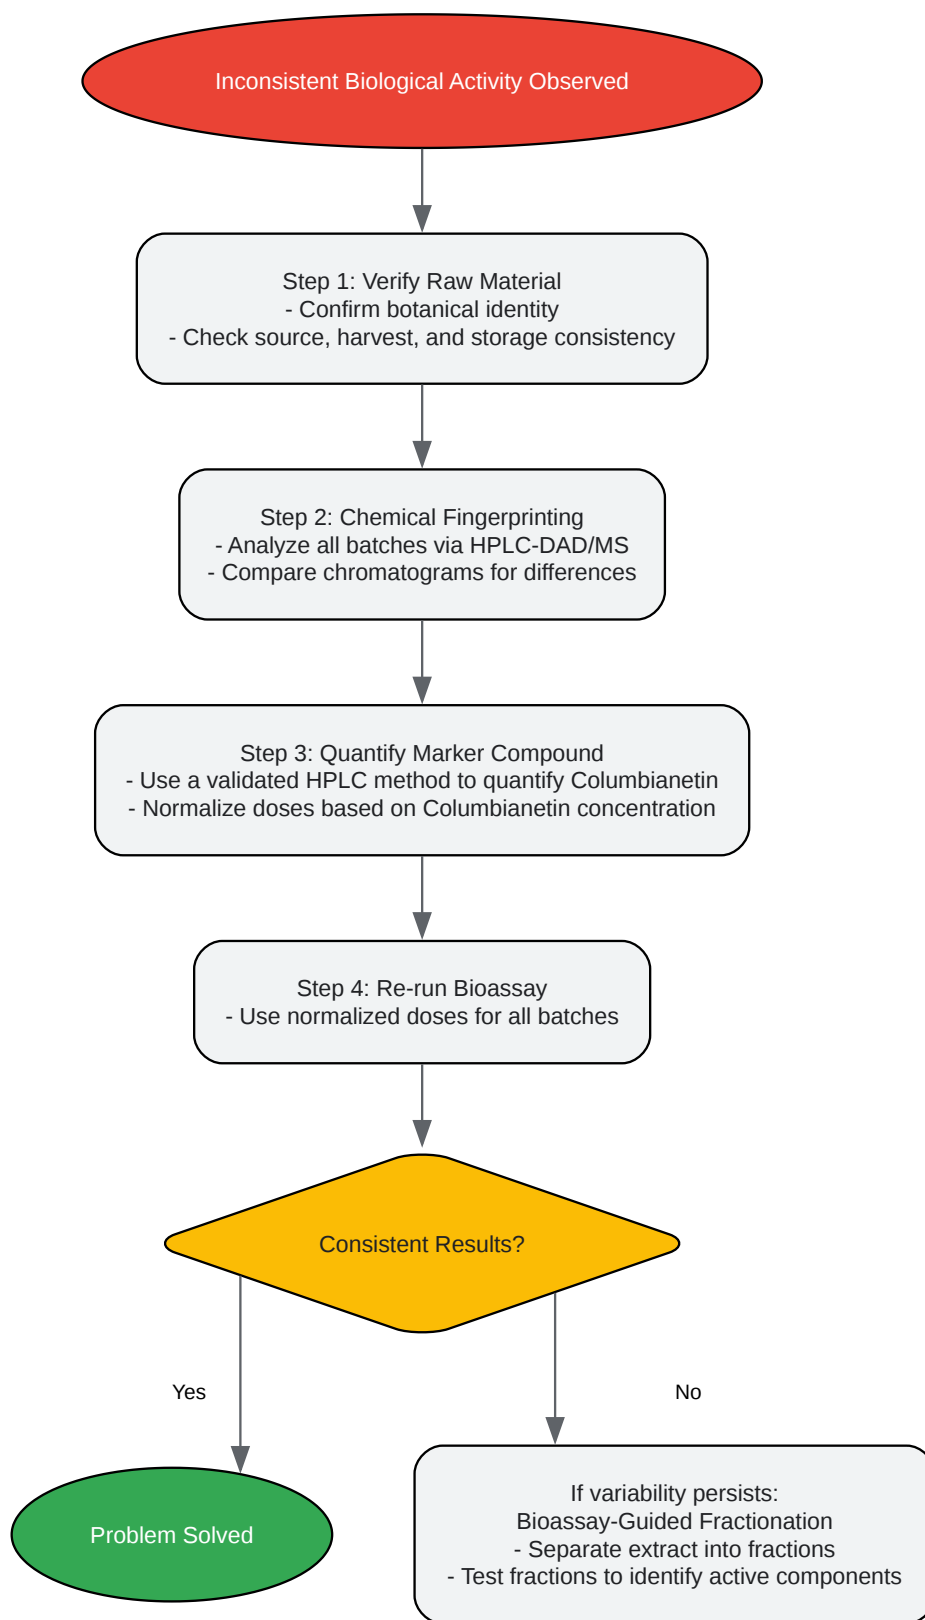 Inconsistent Biological Activity Observed
Step 1: Verify Raw Material
- Confirm botanical identity
- Check source, harvest, and storage consistency
Step 2: Chemical Fingerprinting
- Analyze all batches via HPLC-DAD/MS
- Compare chromatograms for differences
Step 3: Quantify Marker Compound
- Use a validated HPLC method to quantify Columbianetin
- Normalize doses based on Columbianetin concentration
Step 4: Re-run Bioassay
- Use normalized doses for all batches
Consistent Results?
Yes
No
Problem Solved
If variability persists:
Bioassay-Guided Fractionation
- Separate extract into fractions
- Test fractions to identify active components